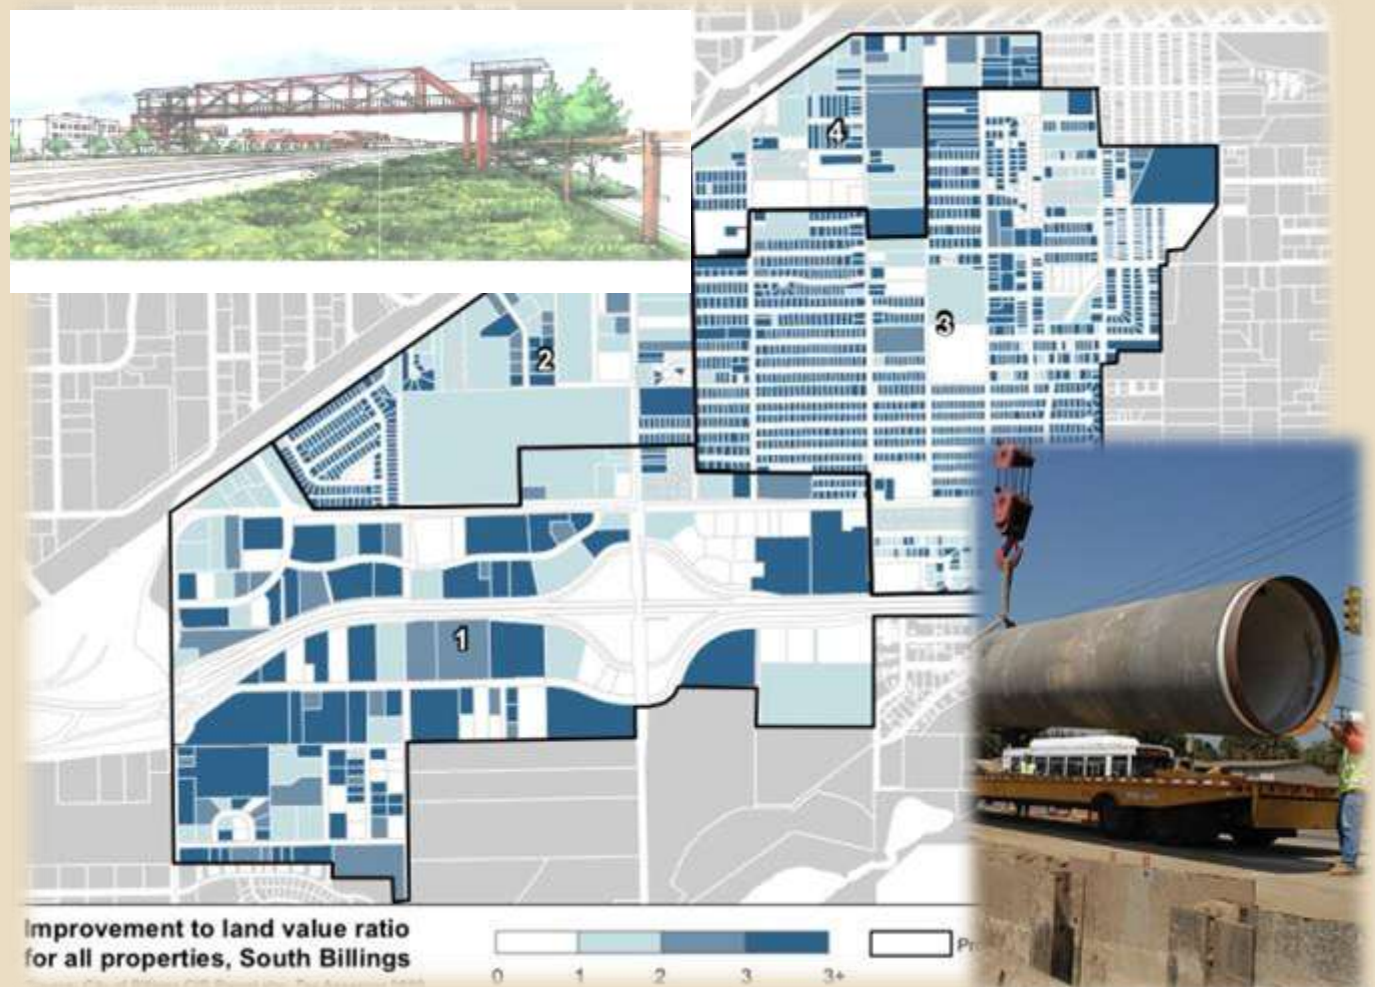 4
3
2
1
Improvement to land value ratio
for all properties, South Billings
0 1 2 3 3+